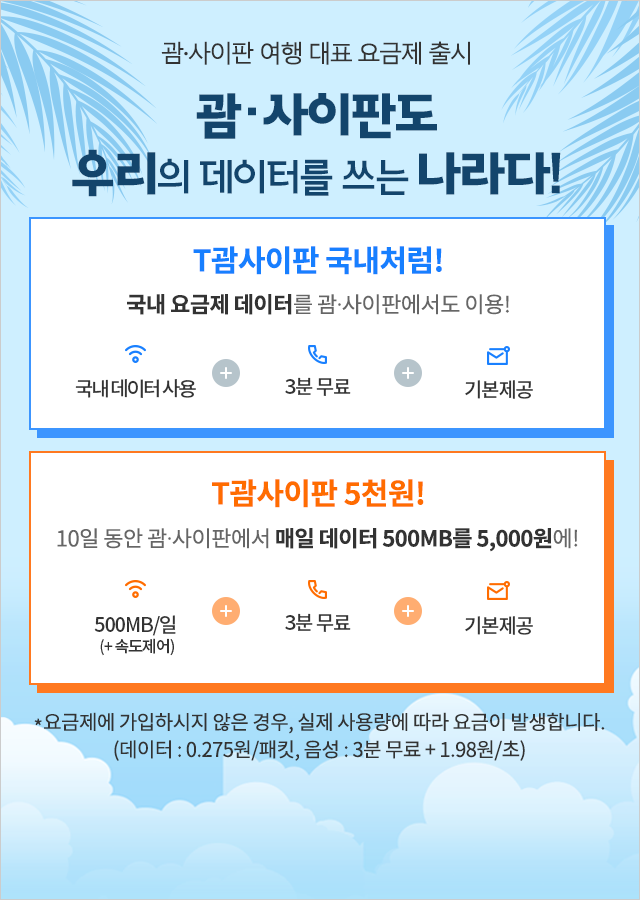 괌·사이판 여행 대표 요금제 출시
괌·사이판도
우리의 데이터를 쓰는 나라다!
T괌사이판 국내처럼!
국내 요금제 데이터를 괌·사이판에서도 이용!
국내 데이터 사용
3분 무료
기본제공
T괌사이판 5천원!
10일 동안 괌·사이판에서 매일 데이터 500MB를 5,000원에!
500MB/일
(+ 속도제어)
3분 무료
기본제공
*요금제에 가입하시지 않은 경우, 실제 사용량에 따라 요금이 발생합니다.
(데이터 : 0.275원/패킷, 음성 : 3분 무료 + 1.98원/초)